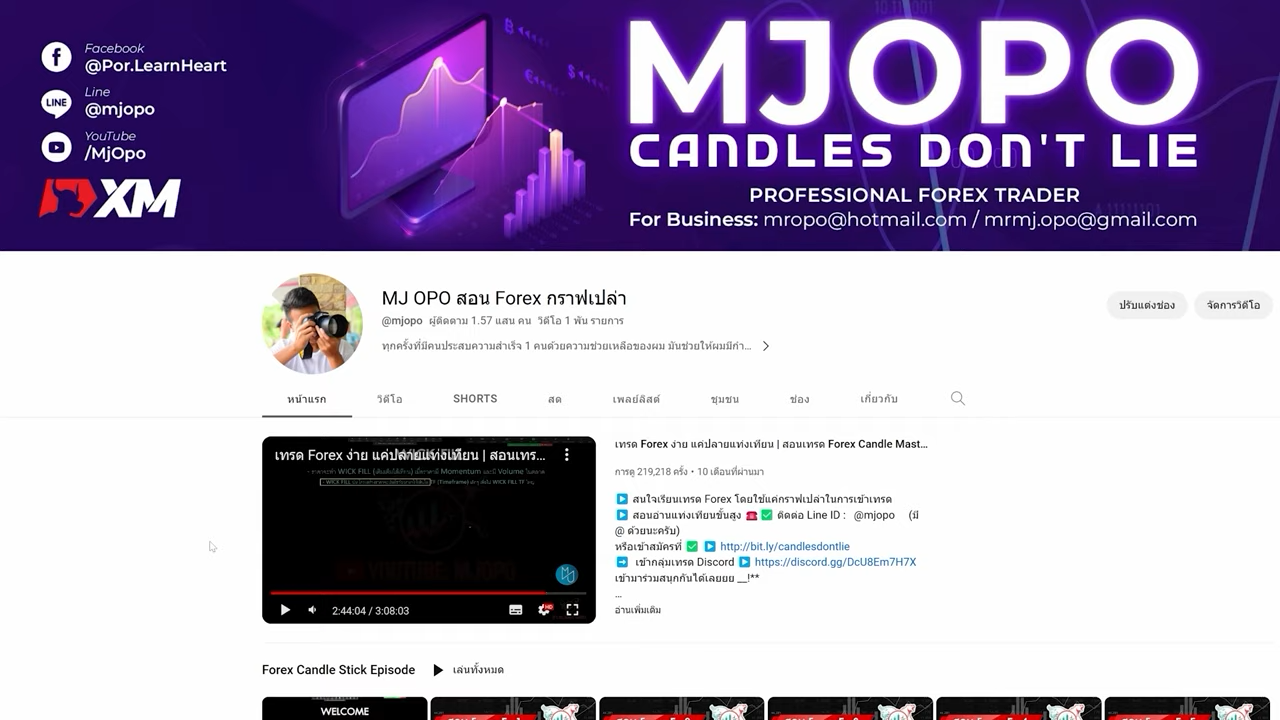 Facebook
@Por.LearnHeart
LINE
Line
@mjopo
YouTube
/MjOpo
XM
MJOPO
CANDLES DON'T LIE
PROFESSIONAL FOREX TRADER
For Business: mropo@hotmail.com / mrmj.opo@gmail.com
MJ OPO สอน Forex กราฟเปล่า
@mjopo ผู้ติดตาม 1.57 แสน คน วิดีโอ 1 พัน รายการ
ทุกครั้งที่มีคนประสบความสำเร็จ 1 คนด้วยความช่วยเหลือของผม มันช่วยให้ผมมีกำ...
ปรับแต่งช่อง
จัดการวิดีโอ
หน้าแรก วิดีโอ SHORTS สด เพลย์ลิสต์ ชุมชน ช่อง เกี่ยวกับ
เทรด Forex ง่าย แค่ปลายแท่งเทียน | สอนเทร...
YOUTUBE: MJOPO
2:44:04 / 3:08:03
HD
เทรด Forex ง่าย แค่ปลายแท่งเทียน | สอนเทรด Forex Candle Mast...
การดู 219,218 ครั้ง • 10 เดือนที่ผ่านมา
สนใจเรียนเทรด Forex โดยใช้แค่กราฟเปล่าในการเข้าเทรด
สอนอ่านแท่งเทียนขั้นสูง ☎️ ✅ ติดต่อ Line ID : @mjopo (มี
@ ด้วยนะครับ)
หรือเข้าสมัครที่ ✅ ▶️ http://bit.ly/candlesdontlie
เข้ากลุ่มเทรด Discord ▶️ https://discord.gg/DcU8Em7H7X
เข้ามาร่วมสนุกกันได้เลยยย __!**
...
อ่านเพิ่มเติม
Forex Candle Stick Episode เล่นทั้งหมด
WELCOME